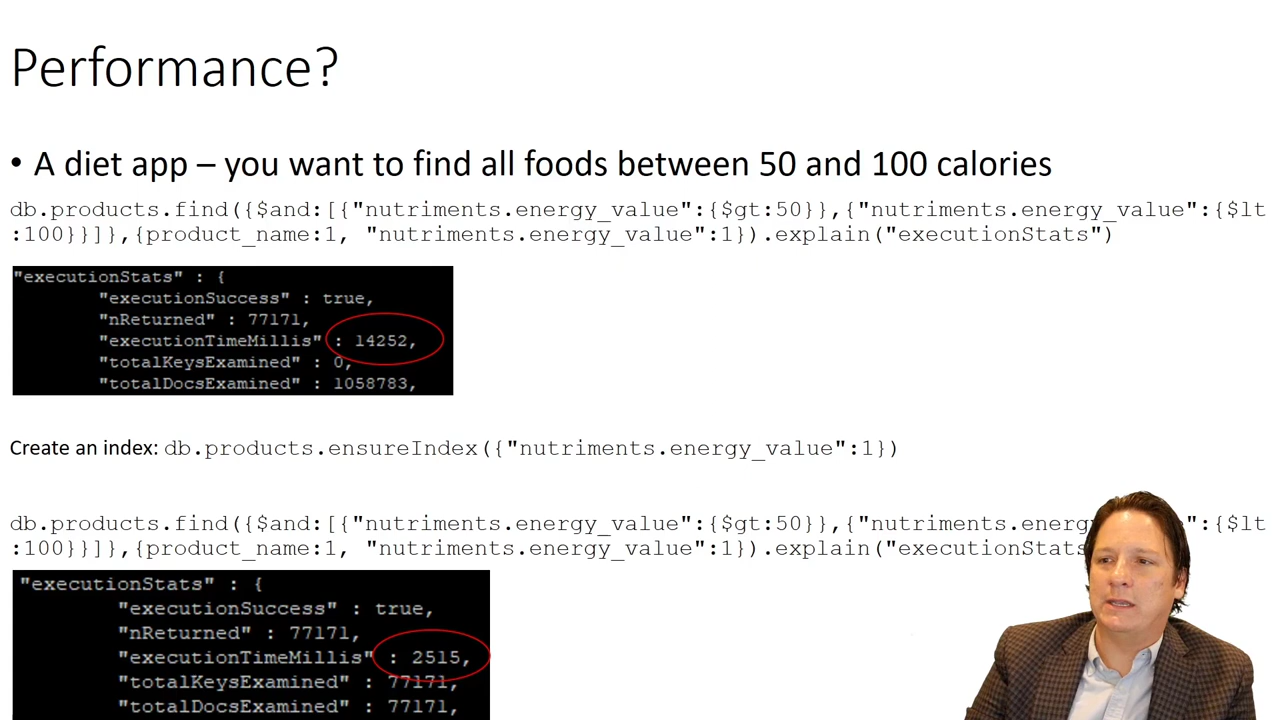 Performance?
• A diet app – you want to find all foods between 50 and 100 calories
db.products.find({$and:[{"nutriments.energy_value":{$gt:50}},{"nutriments.energy_value":{$lt
:100}}]},{product_name:1, "nutriments.energy_value":1}).explain("executionStats")
"executionStats" : {
"executionSuccess" : true,
"nReturned" : 77171,
"executionTimeMillis" : 14252,
"totalKeysExamined" : 0,
"totalDocsExamined" : 1058783,
Create an index: db.products.ensureIndex({"nutriments.energy_value":1})
db.products.find({$and:[{"nutriments.energy_value":{$gt:50}},{"nutriments.energy ue":{$lt
:100}}]},{product_name:1, "nutriments.energy_value":1}).explain("executionStats
"executionStats" : {
"executionSuccess" : true,
"nReturned" : 77171,
"executionTimeMillis" : 2515,
"totalKeysExamined" : 77171,
"totalDocsExamined" : 77171,